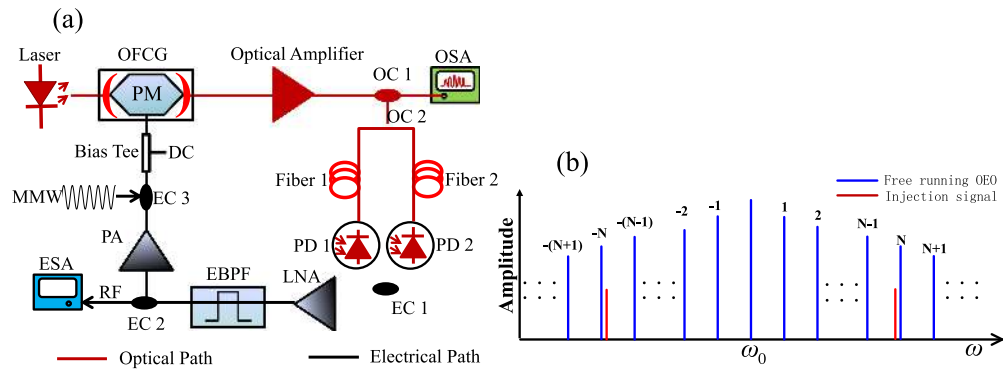 (a)
Laser
OFCG
PM
Optical Amplifier
OC 1
OSA
OC 2
Bias Tee
DC
Fiber 1
Fiber 2
MMW
EC 3
PA
PD 1
PD 2
ESA
RF
EC 2
EBPF
LNA
EC 1
Optical Path
Electrical Path
(b)
Free running OEO
Injection signal
Amplitude
-(N+1)
-N
-(N-1)
-2
-1
1
2
N-1
N
N+1
ω0
ω